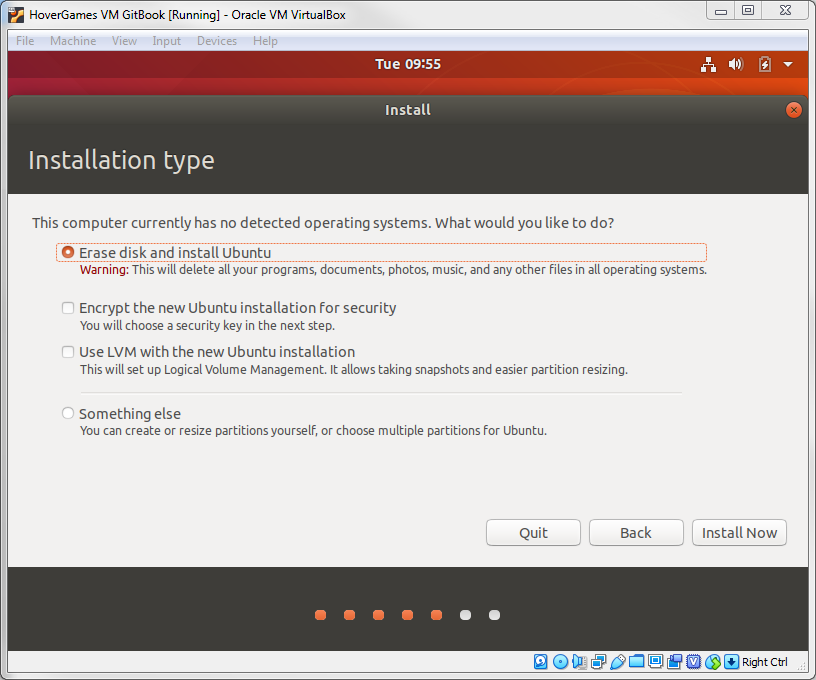 HoverGames VM GitBook [Running] - Oracle VM VirtualBox
File Machine View Input Devices Help
Tue 09:55
Install
Installation type
This computer currently has no detected operating systems. What would you like to do?
Erase disk and install Ubuntu
Warning: This will delete all your programs, documents, photos, music, and any other files in all operating systems.
Encrypt the new Ubuntu installation for security
You will choose a security key in the next step.
Use LVM with the new Ubuntu installation
This will set up Logical Volume Management. It allows taking snapshots and easier partition resizing.
Something else
You can create or resize partitions yourself, or choose multiple partitions for Ubuntu.
Quit Back Install Now
Right Ctrl